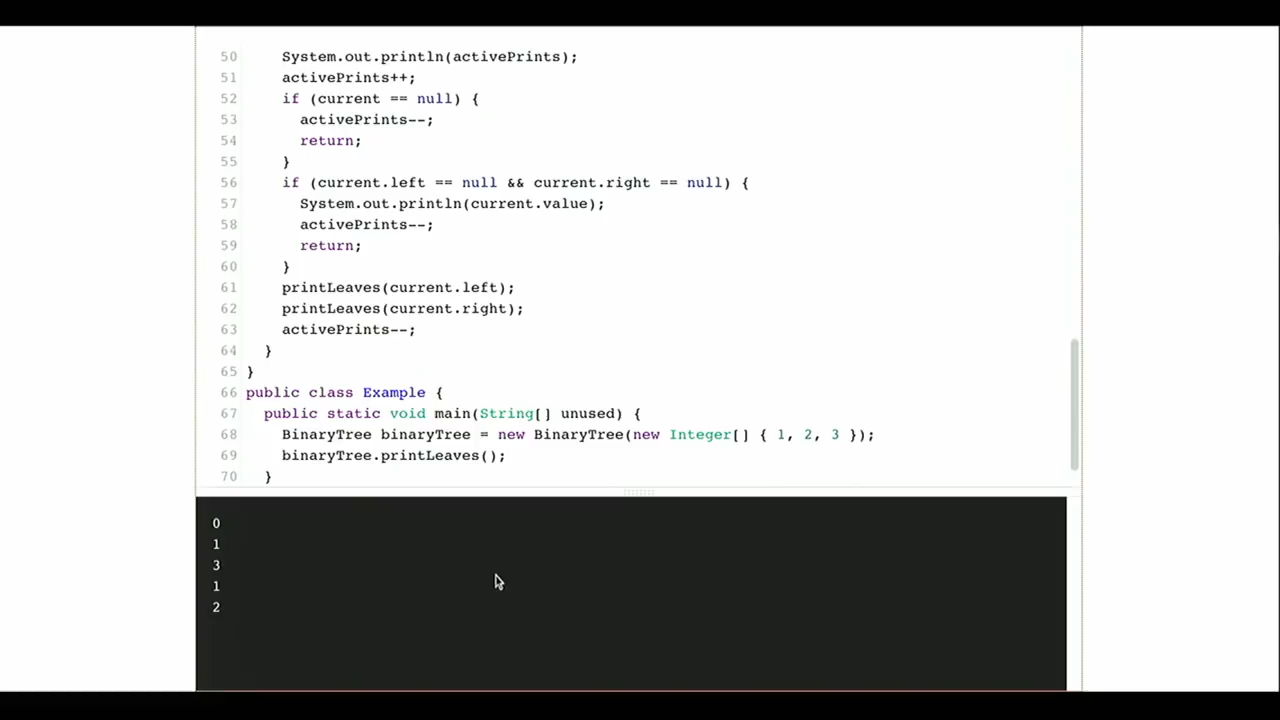 50 System.out.println(activePrints);
51 activePrints++;
52 if (current == null) {
53 activePrints--;
54 return;
55 }
56 if (current.left == null && current.right == null) {
57 System.out.println(current.value);
58 activePrints--;
59 return;
60 }
61 printLeaves(current.left);
62 printLeaves(current.right);
63 activePrints--;
64 }
65 }
66 public class Example {
67 public static void main(String[] unused) {
68 BinaryTree binaryTree = new BinaryTree(new Integer[] { 1, 2, 3 });
69 binaryTree.printLeaves();
70 }
0
1
3
1
2